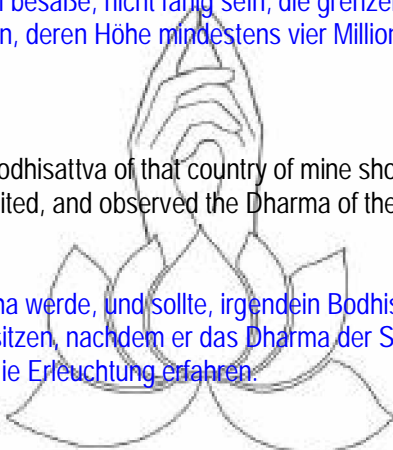 besäße, nicht fähig sein, die grenzen
n, deren Höhe mindestens vier Million
odhisattva of that country of mine sho
ited, and observed the Dharma of the
na werde, und sollte, irgendein Bodhis
sitzen, nachdem er das Dharma der S
ie Erleuchtung erfahren.